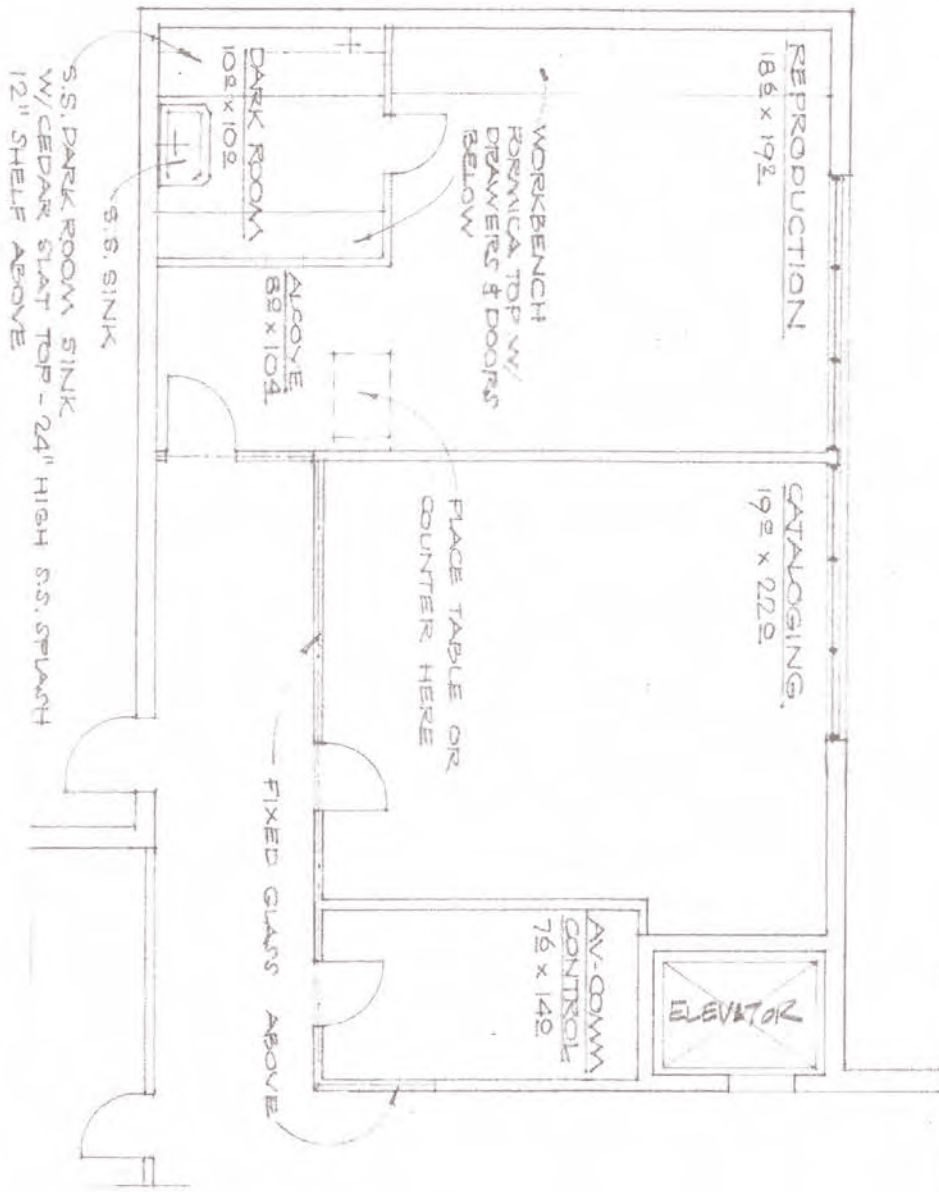 REPRODUCTION
18⁶ x 19²
WORKBENCH
FORMICA TOP W/
DRAWERS & DOORS
BELOW
DARK ROOM
10⁰ x 10⁰
ALCOVE
8⁰ x 10⁴
S.S. SINK
S.S. DARK ROOM SINK
W/CEDAR SLAT TOP - 24" HIGH S.S. SPLASH
12" SHELF ABOVE
CATALOGING
19⁰ x 22⁰
PLACE TABLE OR
COUNTER HERE
FIXED GLASS ABOVE
AV-COMM
CONTROL
7⁶ x 14⁰
ELEVATOR